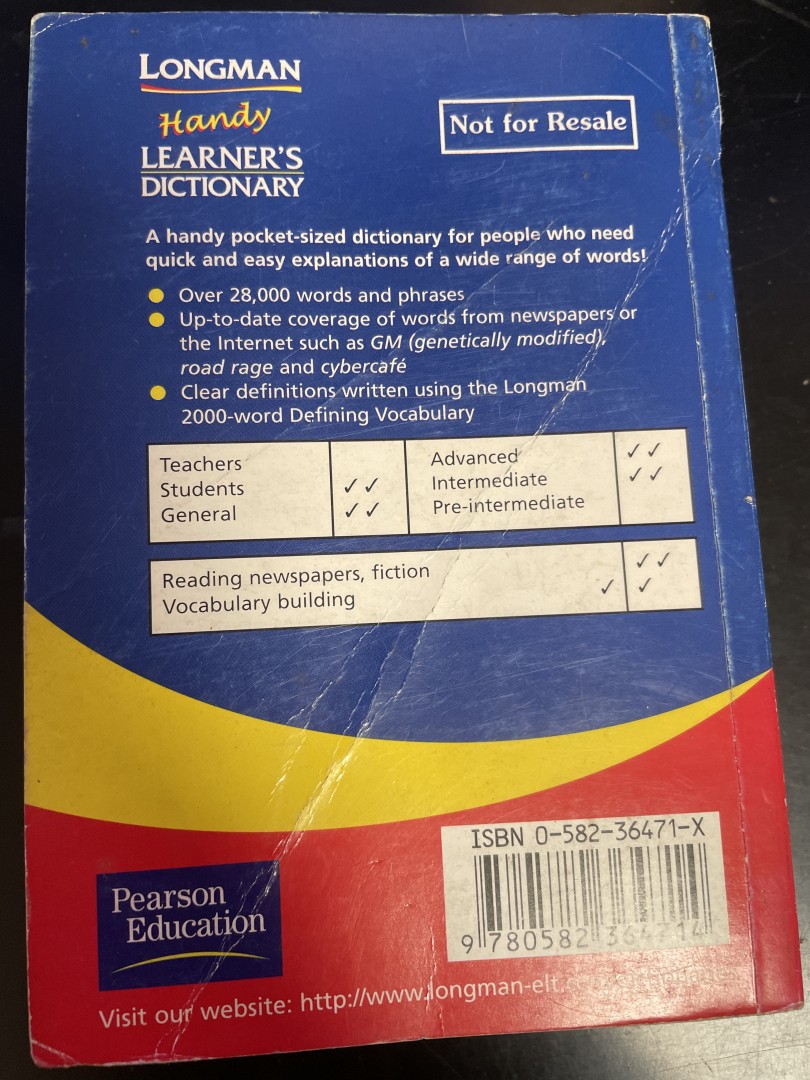 LONGMAN
Handy
LEARNER'S
DICTIONARY
Not for Resale
A handy pocket-sized dictionary for people who need
quick and easy explanations of a wide range of words!
Over 28,000 words and phrases
Up-to-date coverage of words from newspapers or
the Internet such as GM (genetically modified),
road rage and cybercafé
Clear definitions written using the Longman
2000-word Defining Vocabulary
Teachers
Students ✓✓
General ✓✓
Advanced ✓✓
Intermediate ✓✓
Pre-intermediate
Reading newspapers, fiction ✓✓
Vocabulary building ✓ ✓
ISBN 0-582-36471-X
9 780582 364714
Pearson
Education
Visit our website: http://www.longman-elt.